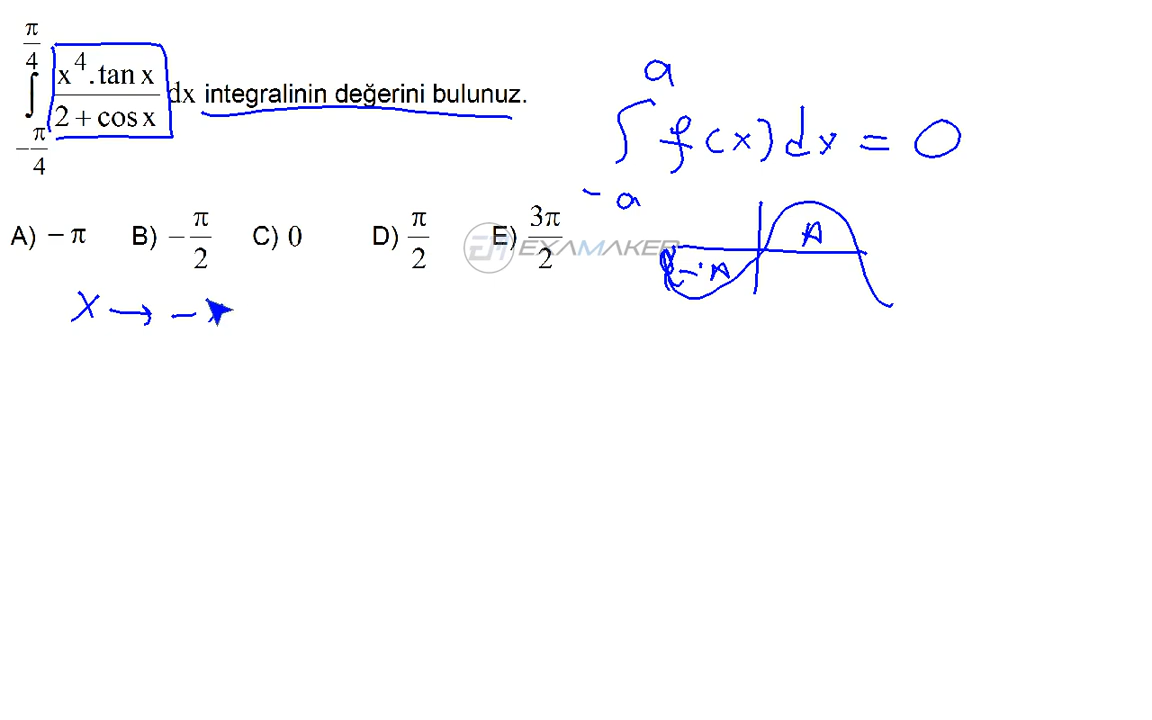 ∫_{-π/4}^{π/4} (x⁴.tan x)/(2 + cos x) dx integralinin değerini bulunuz.
A) −π B) −π/2 C) 0 D) π/2 E) 3π/2
EXAMAKER
∫_{-a}^{a} f(x) dx = 0
-A A
x → −x